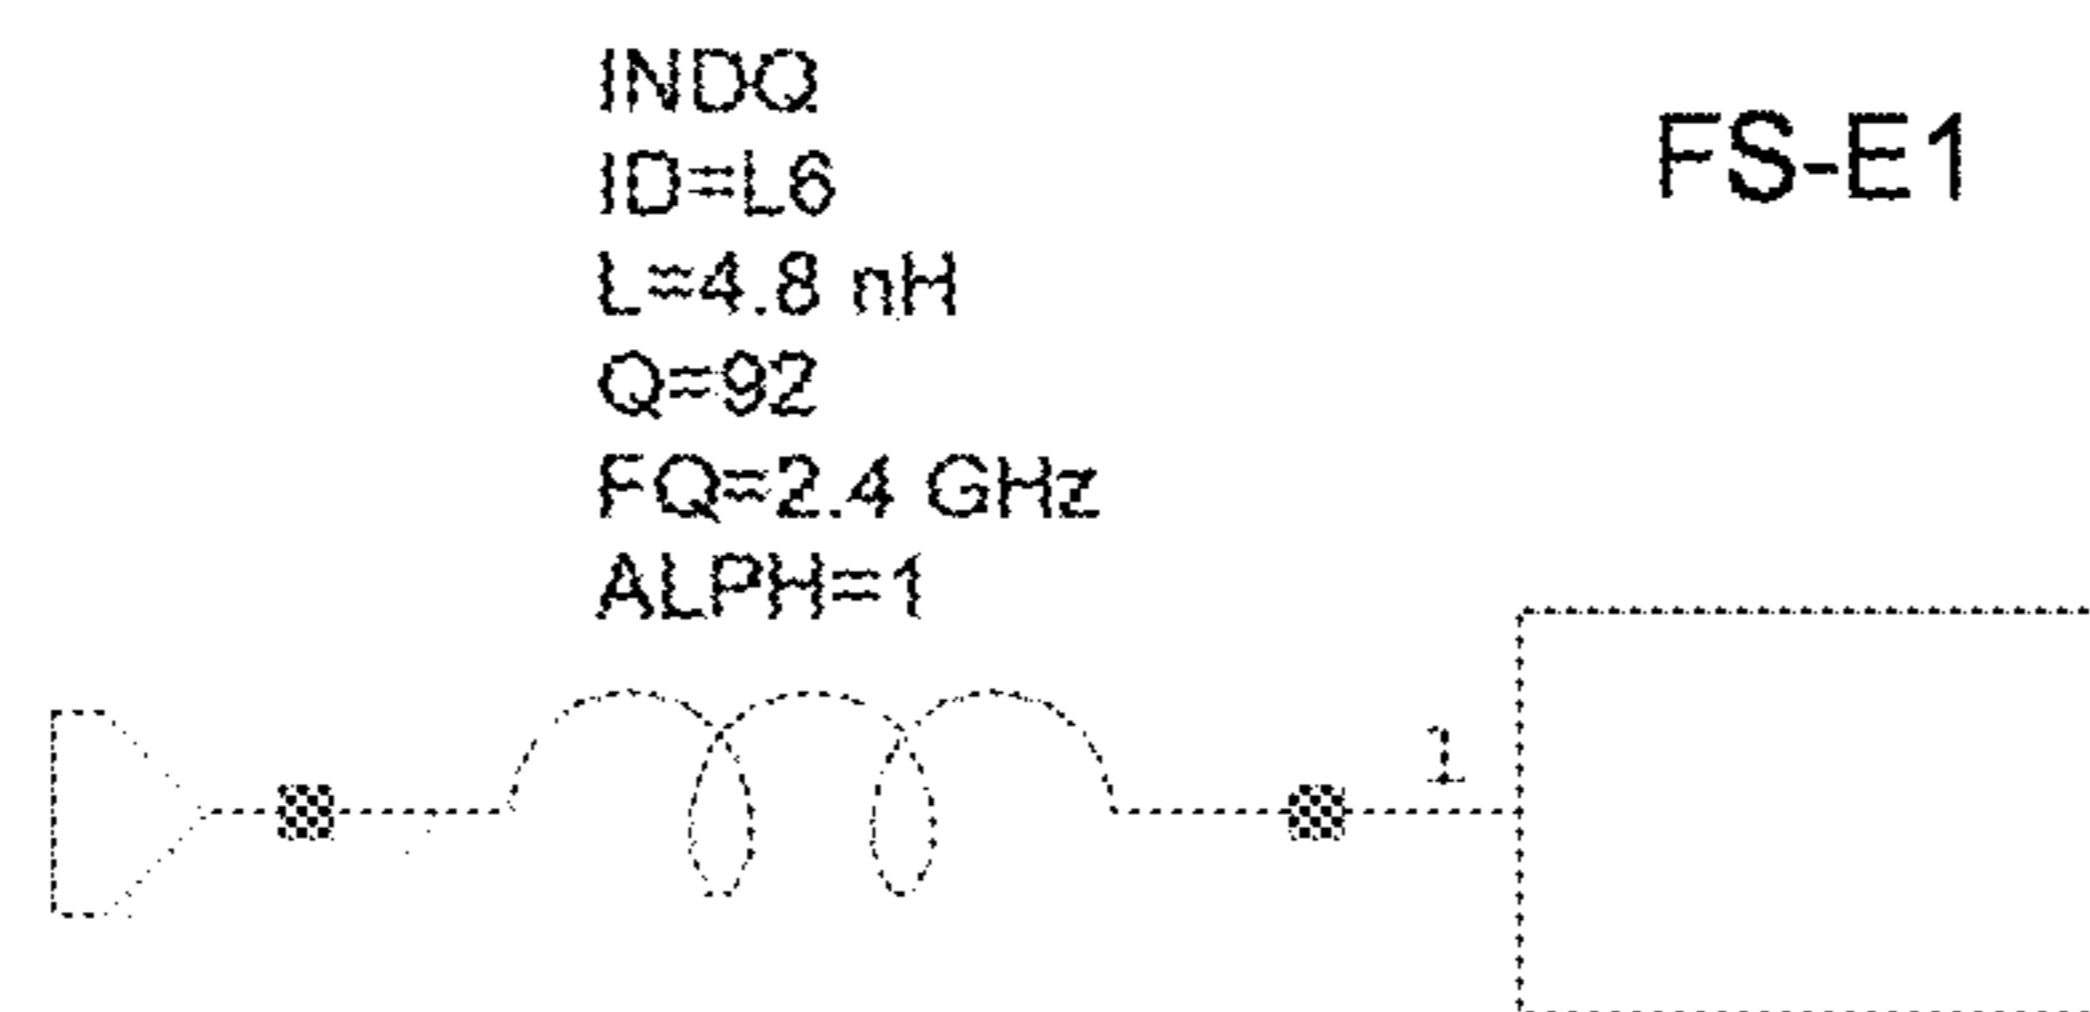 INDQ
ID=L6
L=4.8 nH
Q=92
FQ=2.4 GHz
ALPH=1
FS-E1
1